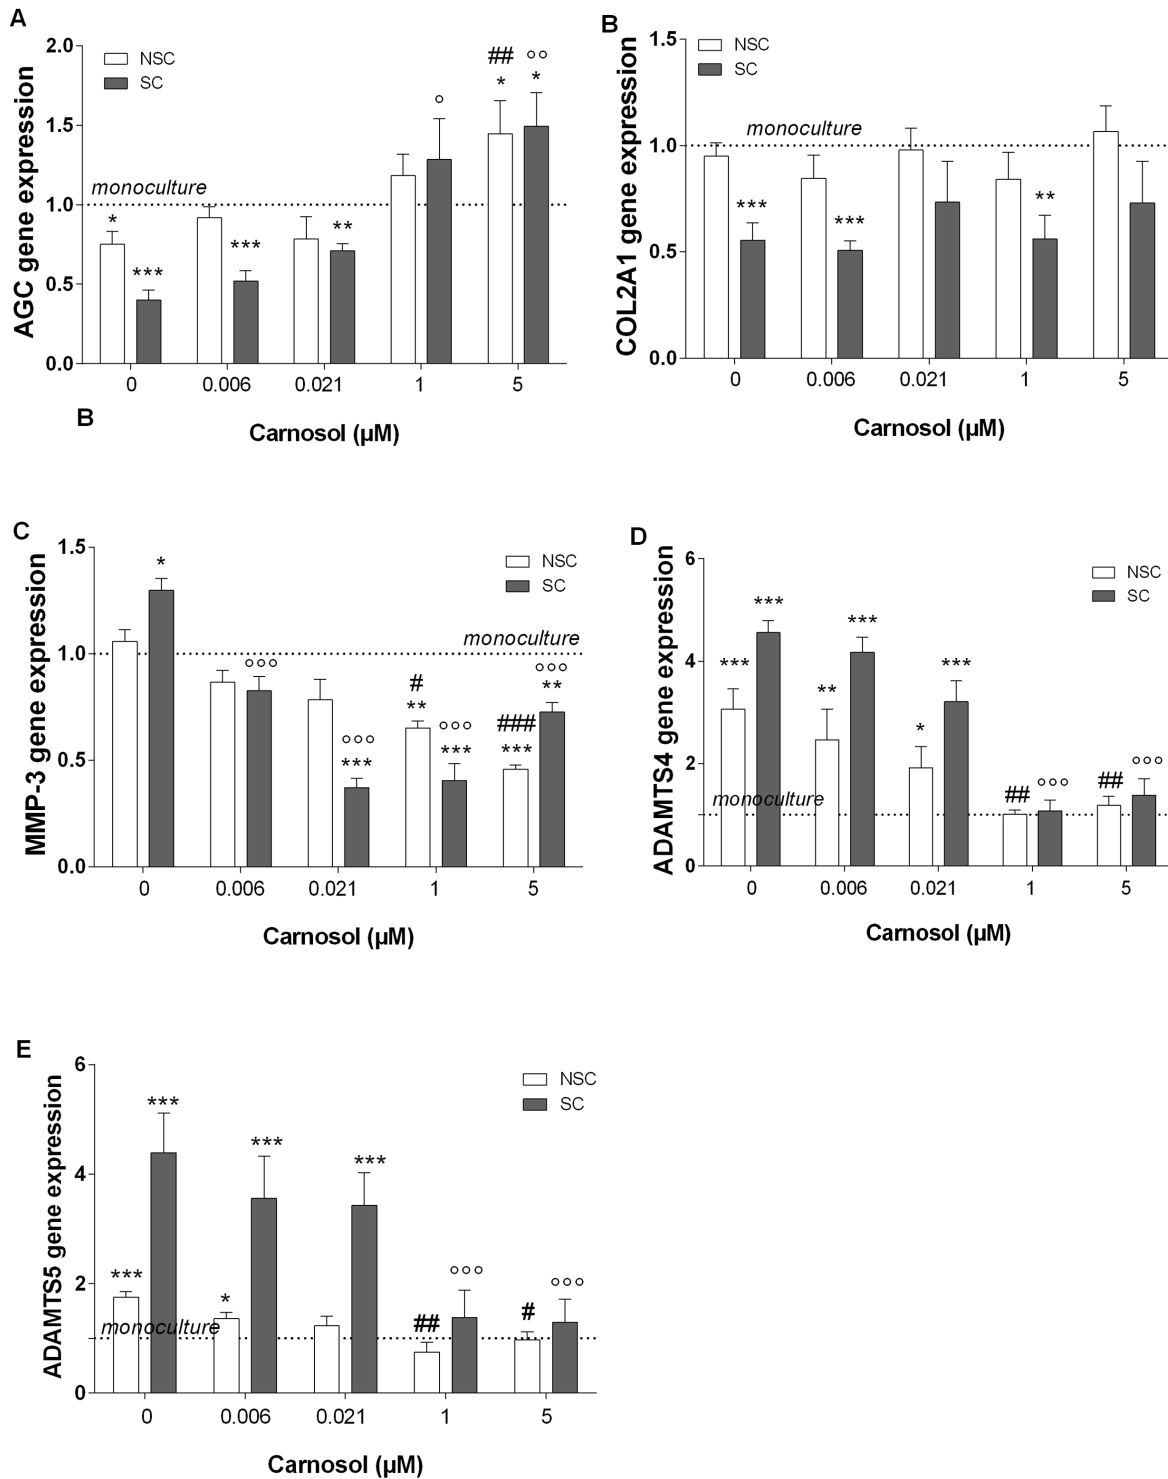 A
AGC gene expression
2.0
1.5
1.0
0.5
0.0
NSC
SC
monoculture
*
***
***
**
°
##
*
°°
*
0
0.006
0.021
1
5
Carnosol (µM)
B
B
COL2A1 gene expression
1.5
1.0
0.5
0.0
NSC
SC
monoculture
***
***
**
0
0.006
0.021
1
5
Carnosol (µM)
C
MMP-3 gene expression
1.5
1.0
0.5
0.0
NSC
SC
monoculture
*
°°°
°°°
***
#
**
°°°
***
###
***
°°°
**
0
0.006
0.021
1
5
Carnosol (µM)
D
ADAMTS4 gene expression
6
4
2
0
NSC
SC
monoculture
***
***
**
***
*
***
##
°°°
##
°°°
0
0.006
0.021
1
5
Carnosol (µM)
E
ADAMTS5 gene expression
6
4
2
0
NSC
SC
monoculture
***
***
*
***
***
##
°°°
#
°°°
0
0.006
0.021
1
5
Carnosol (µM)